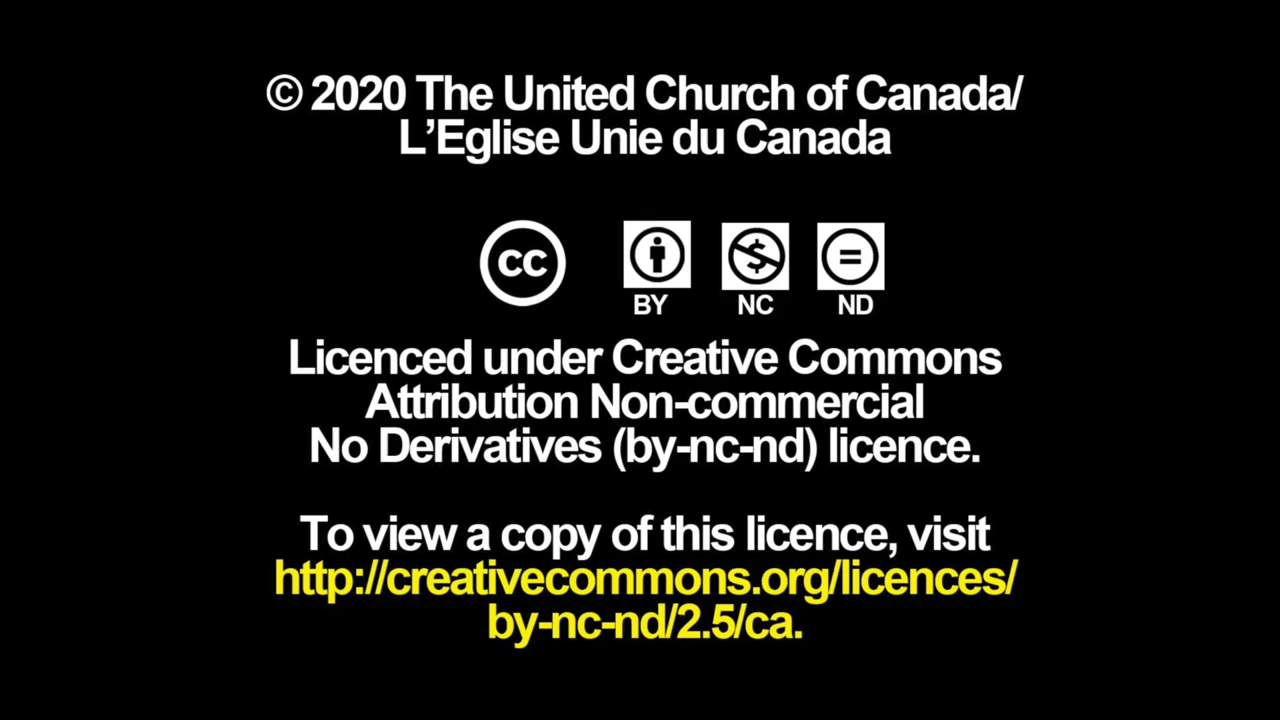 © 2020 The United Church of Canada/
L’Eglise Unie du Canada
cc
BY NC ND
Licenced under Creative Commons
Attribution Non-commercial
No Derivatives (by-nc-nd) licence.
To view a copy of this licence, visit
http://creativecommons.org/licences/
by-nc-nd/2.5/ca.